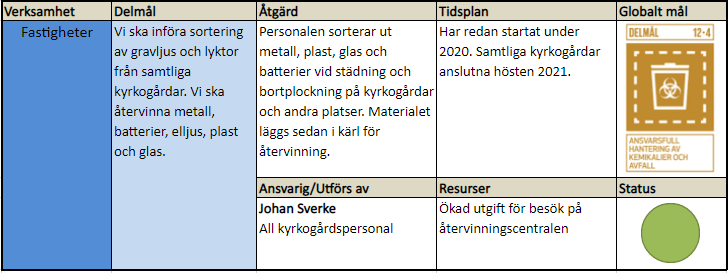 Verksamhet
Delmål
Åtgärd
Tidsplan
Globalt mål
Fastigheter
Vi ska införa sortering
av gravljus och lyktor
från samtliga
kyrkogårdar. Vi ska
återvinna metall,
batterier, elljus, plast
och glas.
Personalen sorterar ut
metall, plast, glas och
batterier vid städning och
bortplockning på kyrkogårdar
och andra platser. Materialet
läggs sedan i kärl för
återvinning.
Har redan startat under
2020. Samtliga kyrkogårdar
anslutna hösten 2021.
DELMÅL 12·4
ANSVARSFULL
HANTERING AV
KEMIKALIER OCH
AVFALL
Ansvarig/Utförs av
Resurser
Status
Johan Sverke
All kyrkogårdspersonal
Ökad utgift för besök på
återvinningscentralen